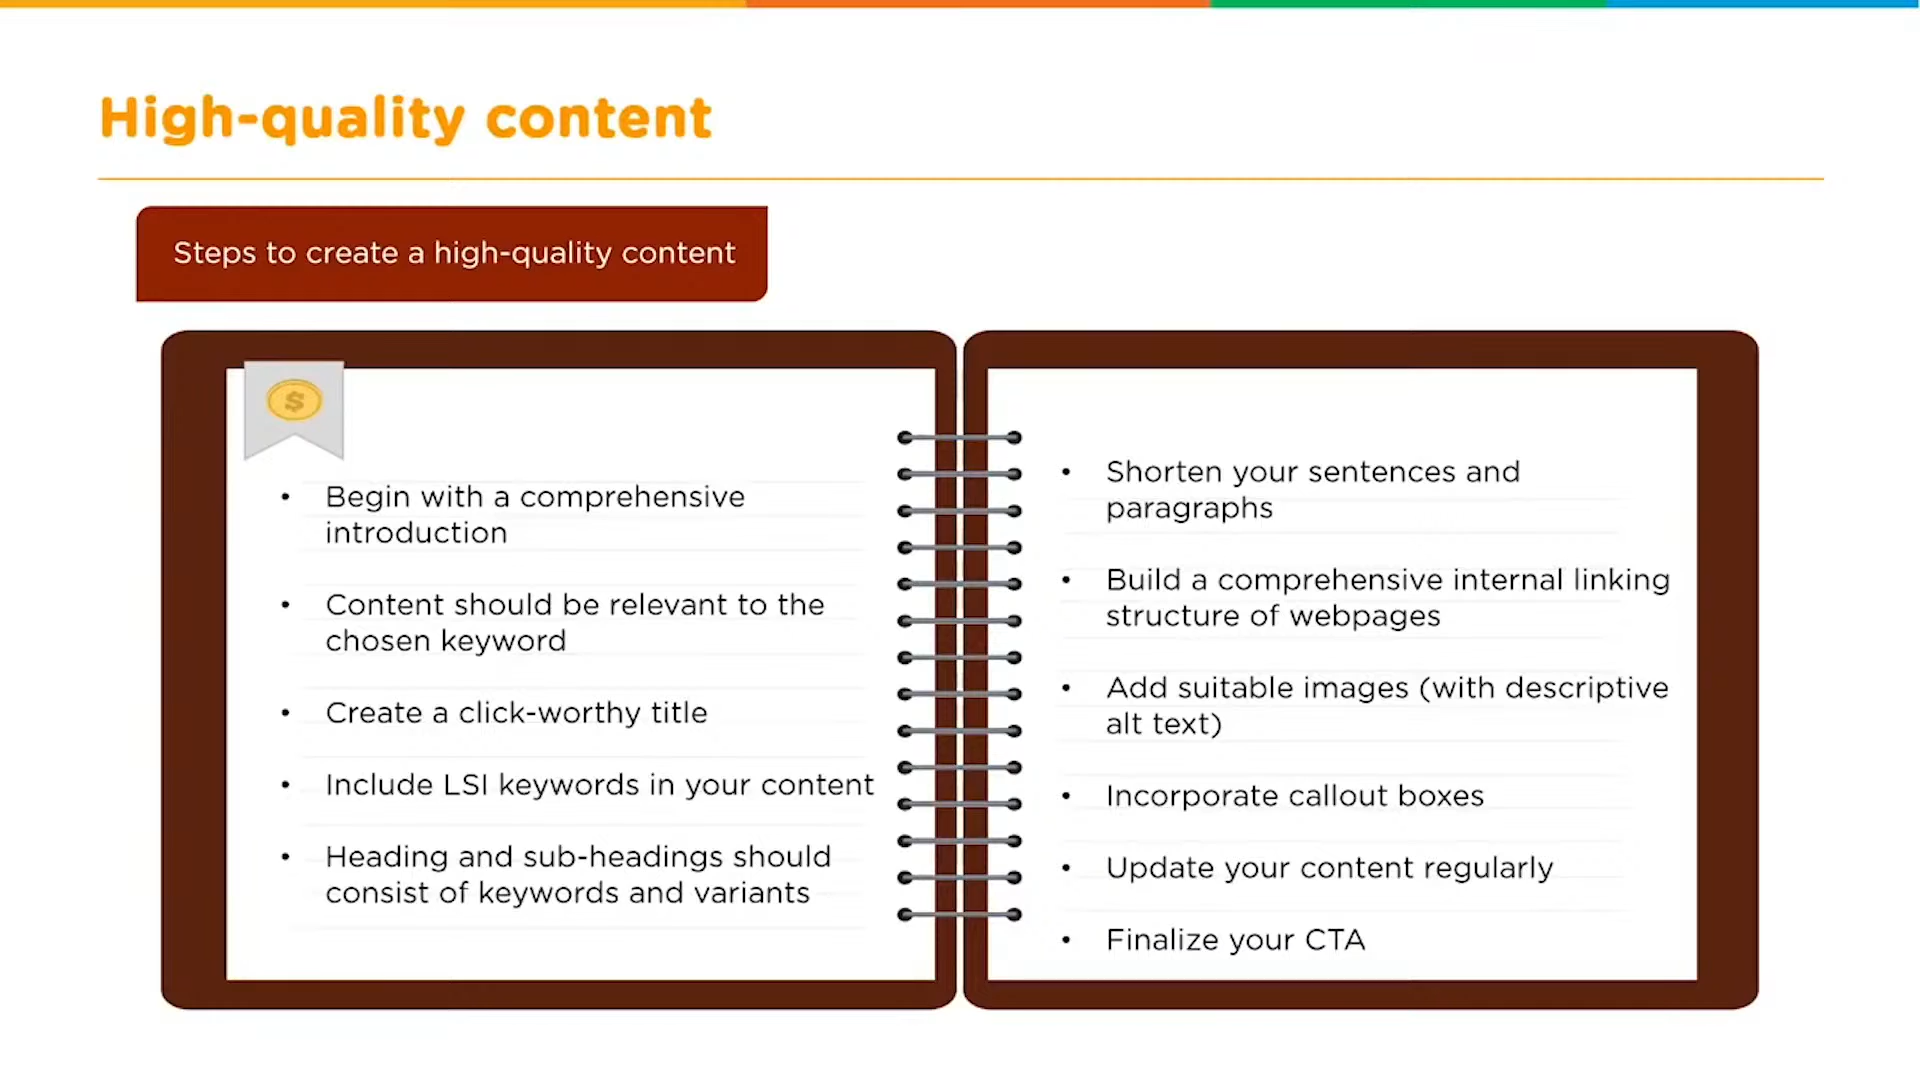 High-quality content
Steps to create a high-quality content
$
• Begin with a comprehensive
introduction
• Content should be relevant to the
chosen keyword
• Create a click-worthy title
• Include LSI keywords in your content
• Heading and sub-headings should
consist of keywords and variants
• Shorten your sentences and
paragraphs
• Build a comprehensive internal linking
structure of webpages
• Add suitable images (with descriptive
alt text)
• Incorporate callout boxes
• Update your content regularly
• Finalize your CTA